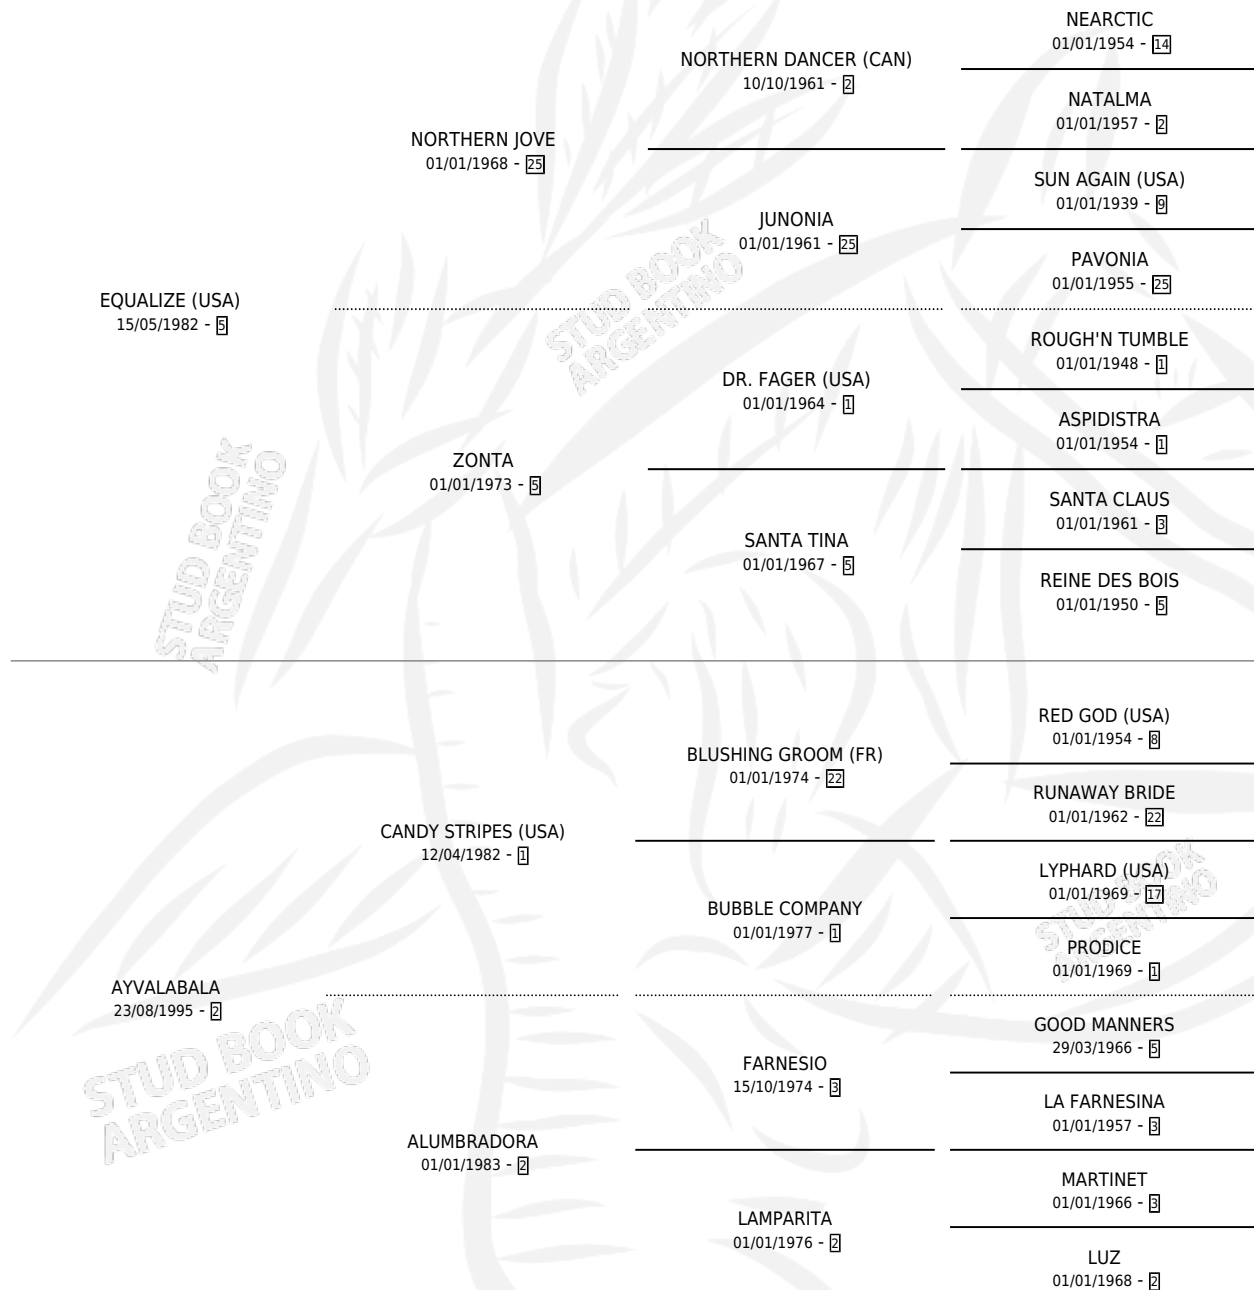 NEARCTIC
01/01/1954 - 14
NORTHERN DANCER (CAN)
10/10/1961 - 2
NATALMA
01/01/1957 - 2
NORTHERN JOVE
01/01/1968 - 25
SUN AGAIN (USA)
01/01/1939 - 9
JUNONIA
01/01/1961 - 25
PAVONIA
01/01/1955 - 25
EQUALIZE (USA)
15/05/1982 - 5
ROUGH'N TUMBLE
01/01/1948 - 1
DR. FAGER (USA)
01/01/1964 - 1
ASPIDISTRA
01/01/1954 - 1
ZONTA
01/01/1973 - 5
SANTA CLAUS
01/01/1961 - 3
SANTA TINA
01/01/1967 - 5
REINE DES BOIS
01/01/1950 - 5
RED GOD (USA)
01/01/1954 - 8
BLUSHING GROOM (FR)
01/01/1974 - 22
RUNAWAY BRIDE
01/01/1962 - 22
CANDY STRIPES (USA)
12/04/1982 - 1
LYPHARD (USA)
01/01/1969 - 17
BUBBLE COMPANY
01/01/1977 - 1
PRODICE
01/01/1969 - 1
AYVALABALA
23/08/1995 - 2
GOOD MANNERS
29/03/1966 - 5
FARNESIO
15/10/1974 - 3
LA FARNESINA
01/01/1957 - 3
ALUMBRADORA
01/01/1983 - 2
MARTINET
01/01/1966 - 3
LAMPARITA
01/01/1976 - 2
LUZ
01/01/1968 - 2
STUD BOOK
ARGENTINO
STUD BOOK
ARGENTINO
STUD BOOK
ARGENTINO
STUD BOOK
ARGENTINO